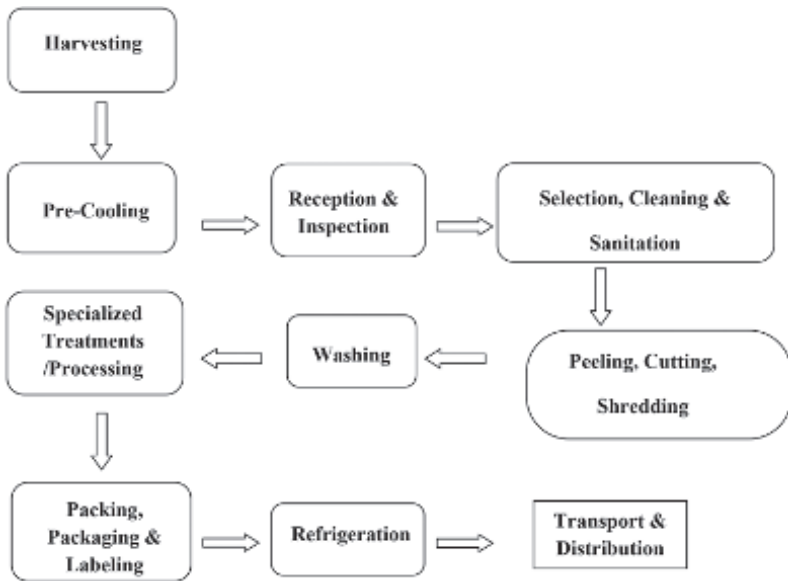 Harvesting
Pre-Cooling
Reception &
Inspection
Selection, Cleaning &
Sanitation
Peeling, Cutting,
Shredding
Washing
Specialized
Treatments
/Processing
Packing,
Packaging &
Labeling
Refrigeration
Transport &
Distribution